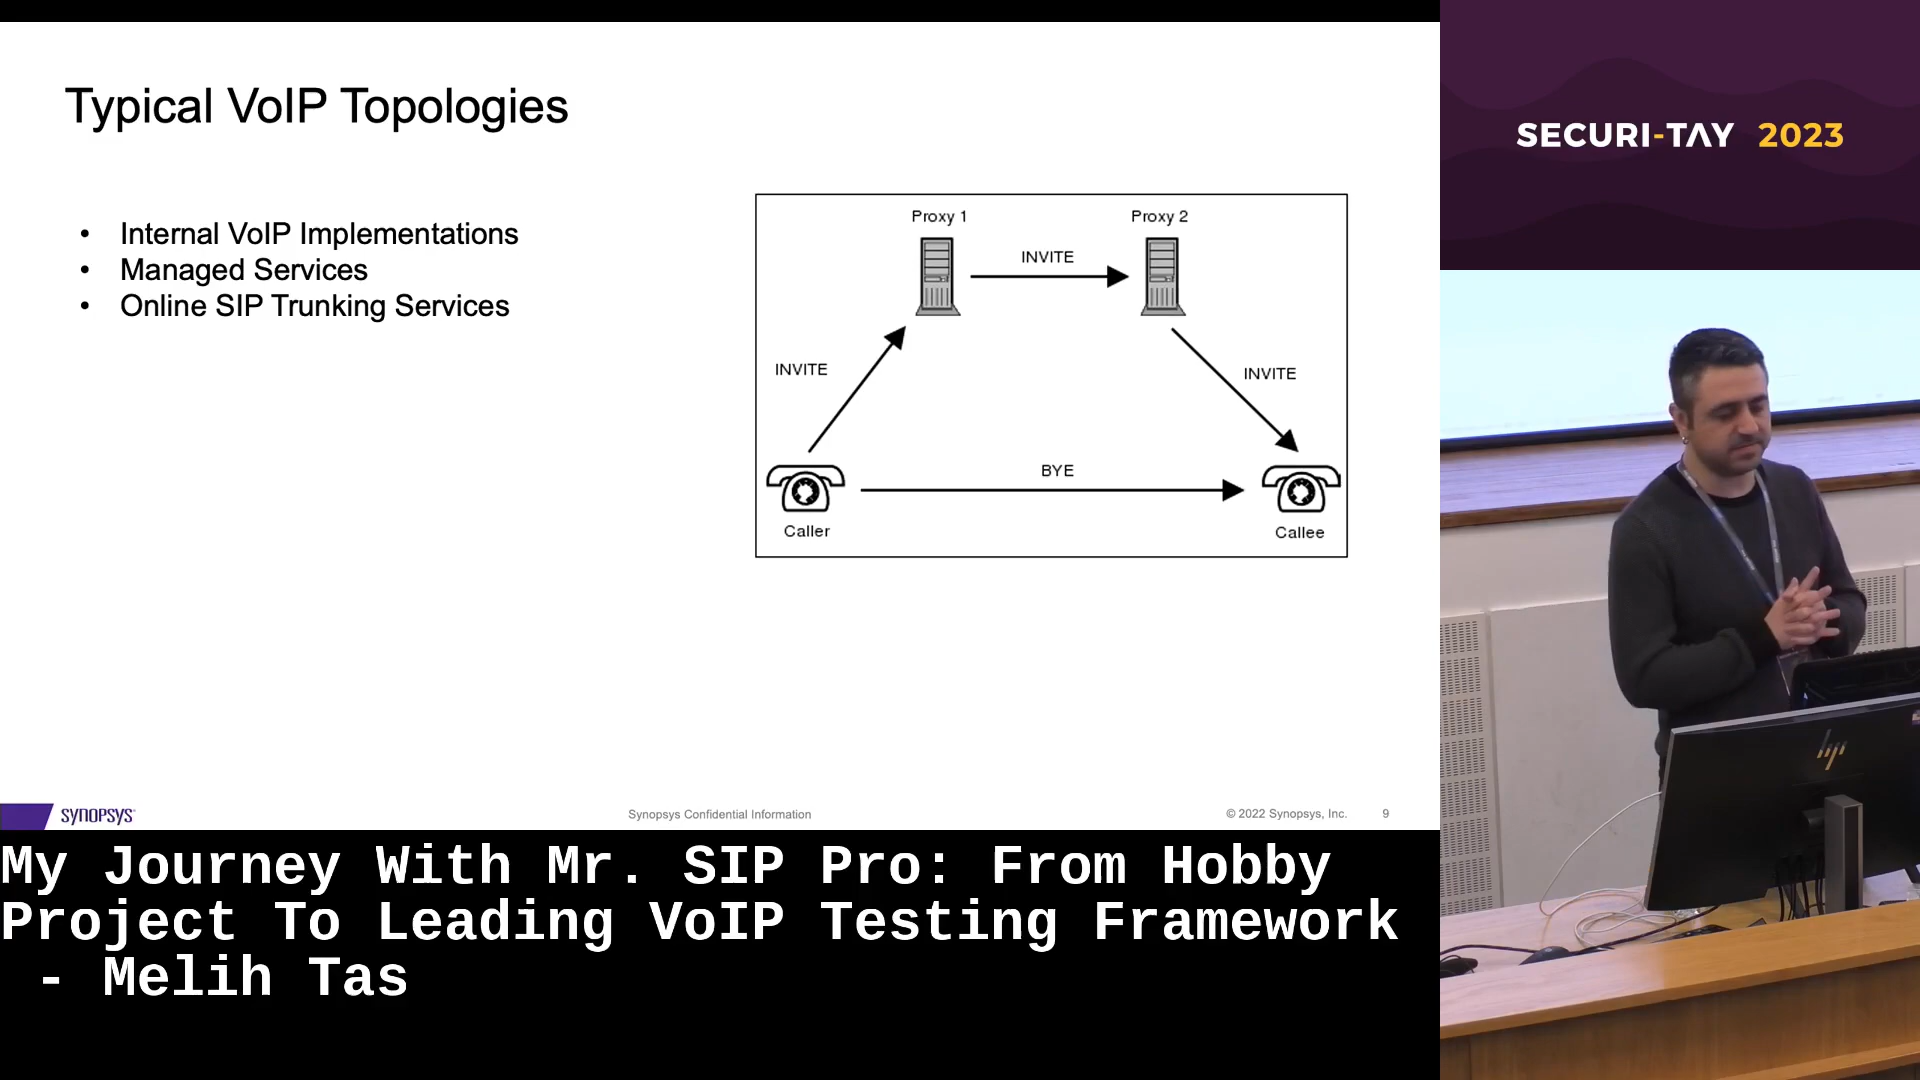 Typical VoIP Topologies
• Internal VoIP Implementations
• Managed Services
• Online SIP Trunking Services
Proxy 1
Proxy 2
INVITE
INVITE
INVITE
BYE
Caller
Callee
SYNOPSYS
Synopsys Confidential Information
© 2022 Synopsys, Inc.
9
SECURI-TAY 2023
hp
My Journey With Mr. SIP Pro: From Hobby
Project To Leading VoIP Testing Framework
- Melih Tas